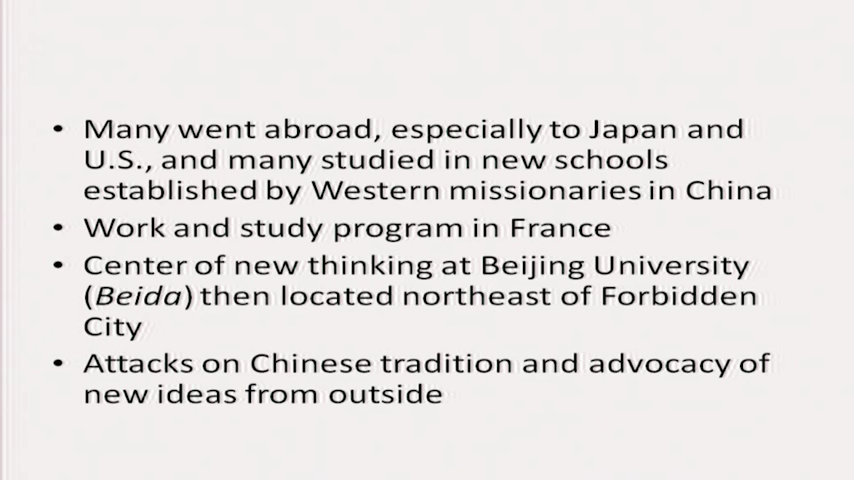 • Many went abroad, especially to Japan and
U.S., and many studied in new schools
established by Western missionaries in China
• Work and study program in France
• Center of new thinking at Beijing University
(Beida) then located northeast of Forbidden
City
• Attacks on Chinese tradition and advocacy of
new ideas from outside